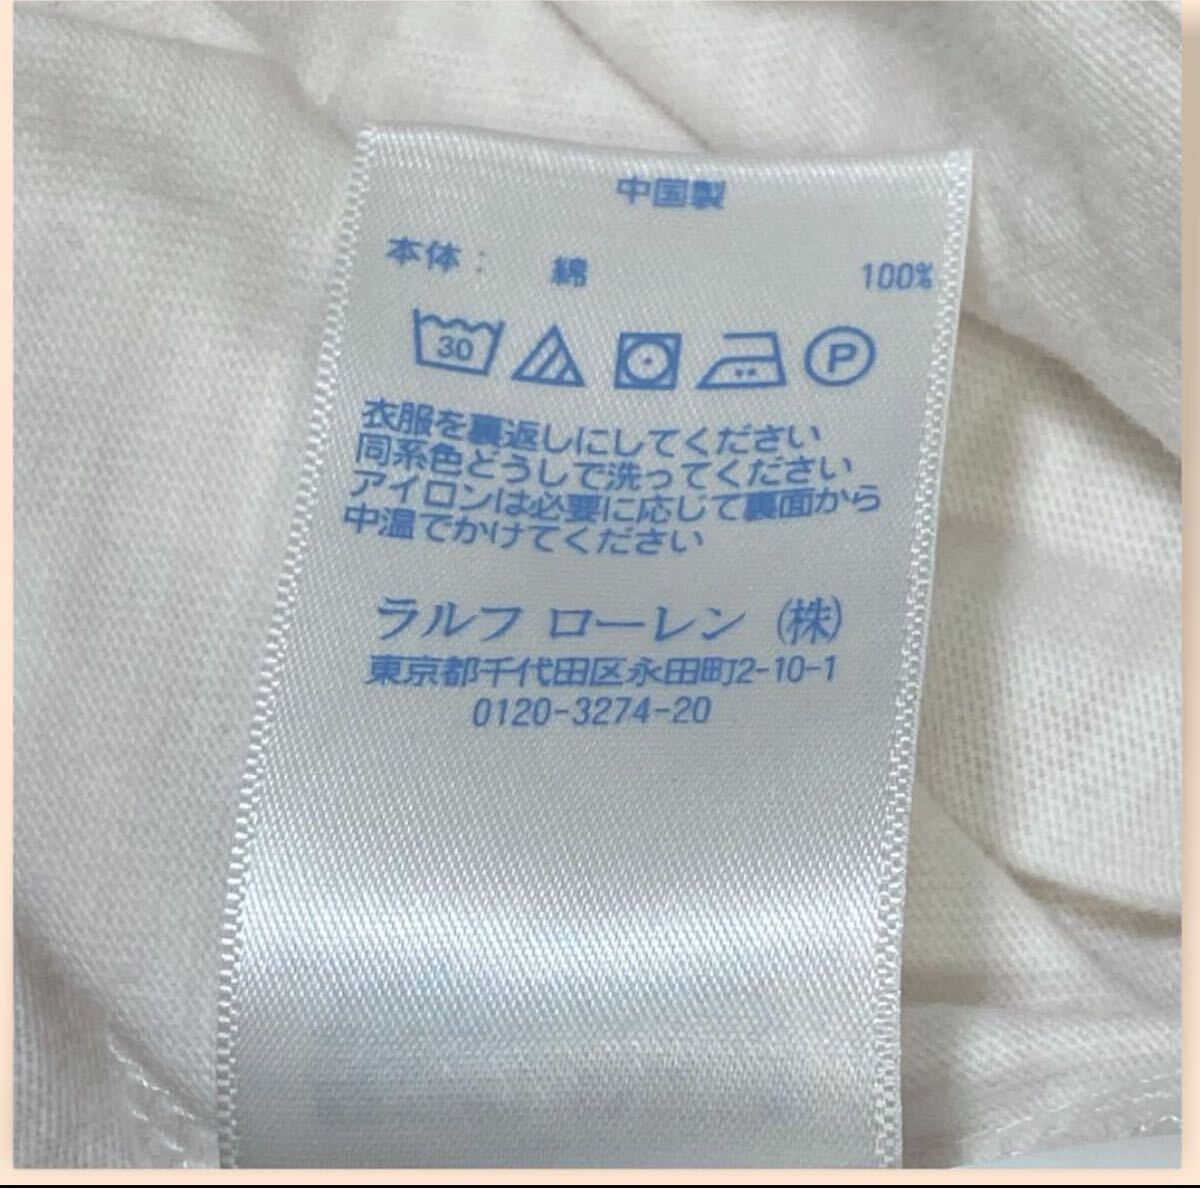 中国製
本体: 綿 100%
30 P
衣服を裏返しにしてください
同系色どうしで洗ってください
アイロンは必要に応じて裏面から
中温でかけてください
ラルフ ローレン (株)
東京都千代田区永田町2-10-1
0120-3274-20